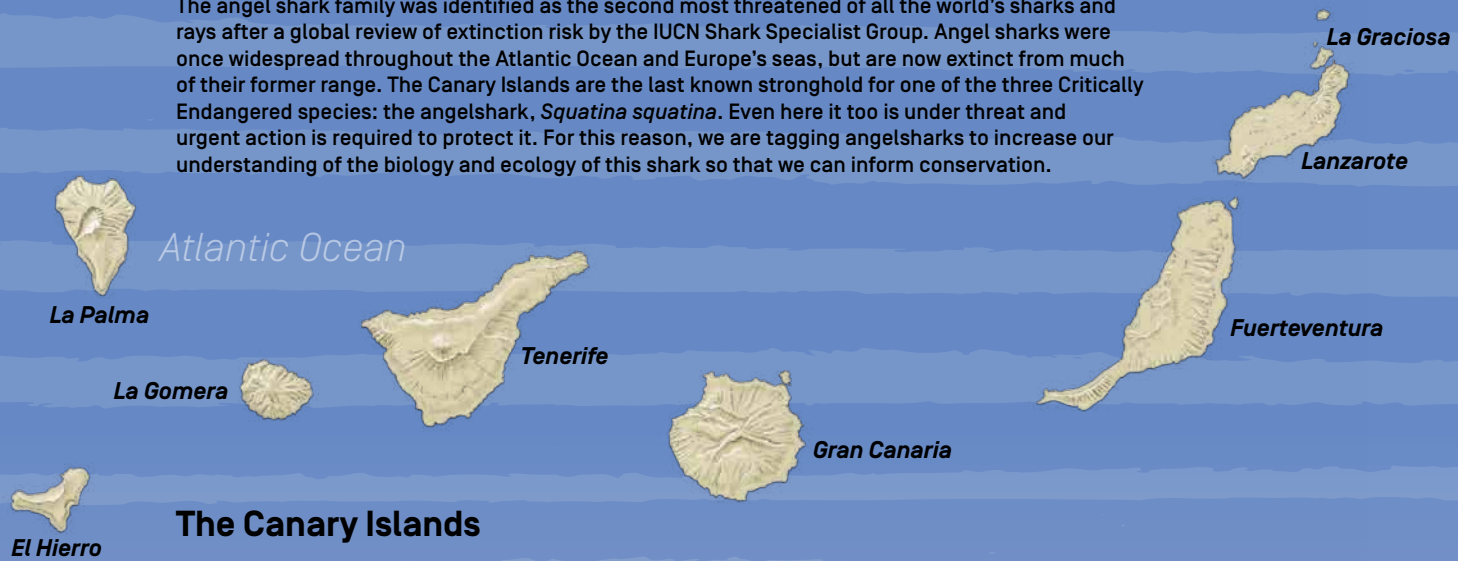 The angel shark family was identified as the second most threatened of all the world's sharks and
rays after a global review of extinction risk by the IUCN Shark Specialist Group. Angel sharks were
once widespread throughout the Atlantic Ocean and Europe's seas, but are now extinct from much
of their former range. The Canary Islands are the last known stronghold for one of the three Critically
Endangered species: the angelshark, Squatina squatina. Even here it too is under threat and
urgent action is required to protect it. For this reason, we are tagging angelsharks to increase our
understanding of the biology and ecology of this shark so that we can inform conservation.
La Graciosa
Lanzarote
Atlantic Ocean
La Palma
Fuerteventura
Tenerife
La Gomera
Gran Canaria
The Canary Islands
El Hierro